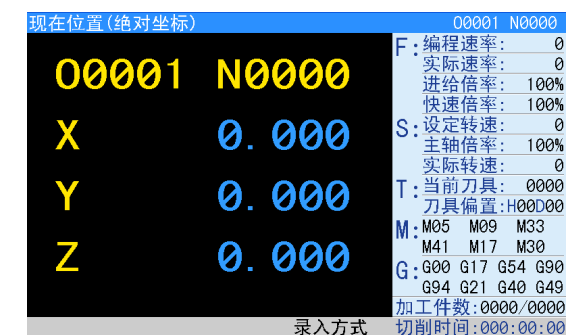 现在位置(绝对坐标) O0001 N0000
O0001 N0000
X 0.000
Y 0.000
Z 0.000
F:编程速率: 0
实际速率: 0
进给倍率: 100%
快速倍率: 100%
S:设定转速: 0
主轴倍率: 100%
实际转速: 0
T:当前刀具: 0000
刀具偏置:H00D00
M:M05 M09 M33
M41 M17 M30
G:G00 G17 G54 G90
G94 G21 G40 G49
加工件数:0000/0000
录入方式 切削时间:000:00:00